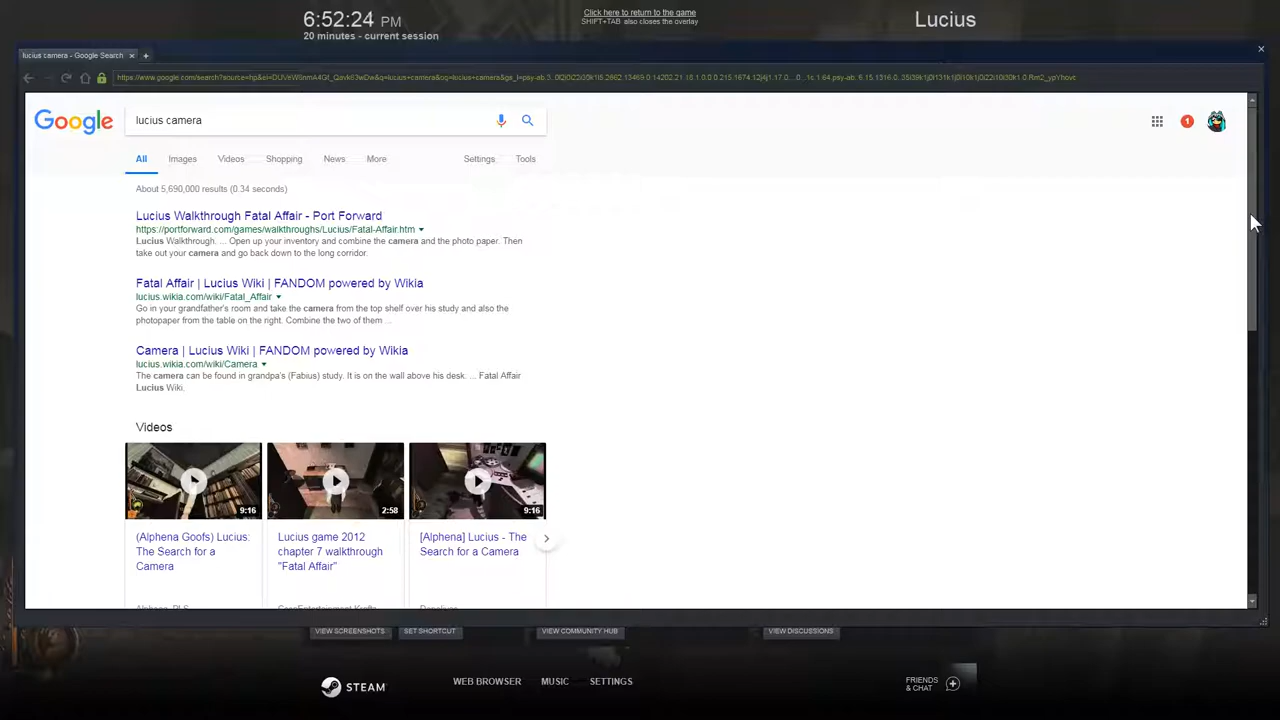 6:52:24 PM
20 minutes - current session
Click here to return to the game
SHIFT+TAB also closes the overlay
Lucius
lucius camera - Google Search
Google
lucius camera
1
All Images Videos Shopping News More Settings Tools
About 5,690,000 results (0.34 seconds)
Lucius Walkthrough Fatal Affair - Port Forward
https://portforward.com/games/walkthroughs/Lucius/Fatal-Affair.htm
Lucius Walkthrough. ... Open up your inventory and combine the camera and the photo paper. Then
take out your camera and go back down to the long corridor.
Fatal Affair | Lucius Wiki | FANDOM powered by Wikia
lucius.wikia.com/wiki/Fatal_Affair
Go in your grandfather's room and take the camera from the top shelf over his study and also the
photopaper from the table on the right. Combine the two of them ...
Camera | Lucius Wiki | FANDOM powered by Wikia
lucius.wikia.com/wiki/Camera
The camera can be found in grandpa's (Fabius) study. It is on the wall above his desk. ... Fatal Affair
Lucius Wiki.
Videos
9:16
2:58
9:16
(Alphena Goofs) Lucius:
The Search for a
Camera
Lucius game 2012
chapter 7 walkthrough
"Fatal Affair"
[Alphena] Lucius - The
Search for a Camera
VIEW SCREENSHOTS
SET SHORTCUT
VIEW COMMUNITY HUB
VIEW DISCUSSIONS
STEAM
WEB BROWSER
MUSIC
SETTINGS
FRIENDS
& CHAT